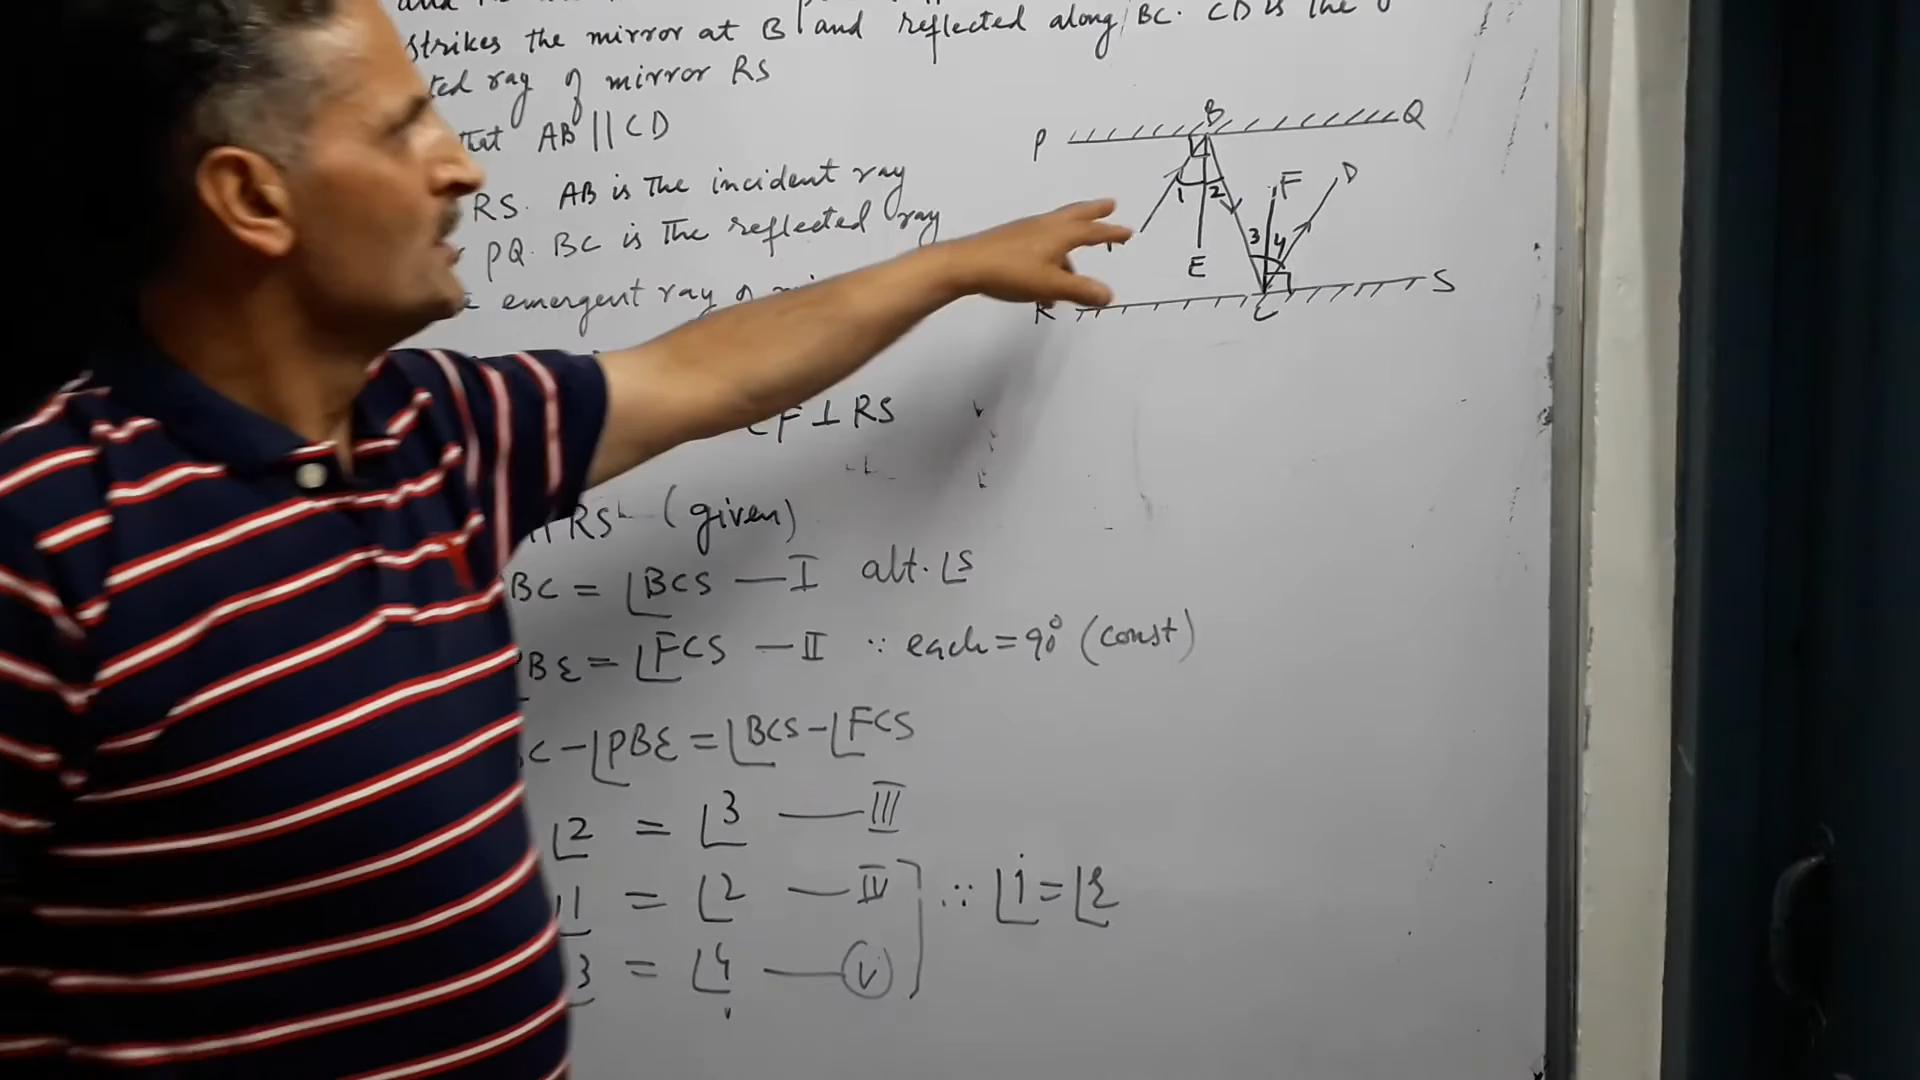 strikes the mirror at B and reflected along BC. CD is the
ted ray of mirror RS
that AB || CD
RS. AB is the incident ray
PQ. BC is the reflected ray
emergent ray of
F ⊥ RS
RS (given)
BC = ∠BCS — I alt. ∠s
PBE = ∠FCS — II ∵ each = 90° (const)
C - ∠PBE = ∠BCS - ∠FCS
∠2 = ∠3 — III
∠1 = ∠2 — IV
3 = ∠4 — V
∵ ∠i = ∠r
P B Q
1 2 F D
3 4
E
R C S